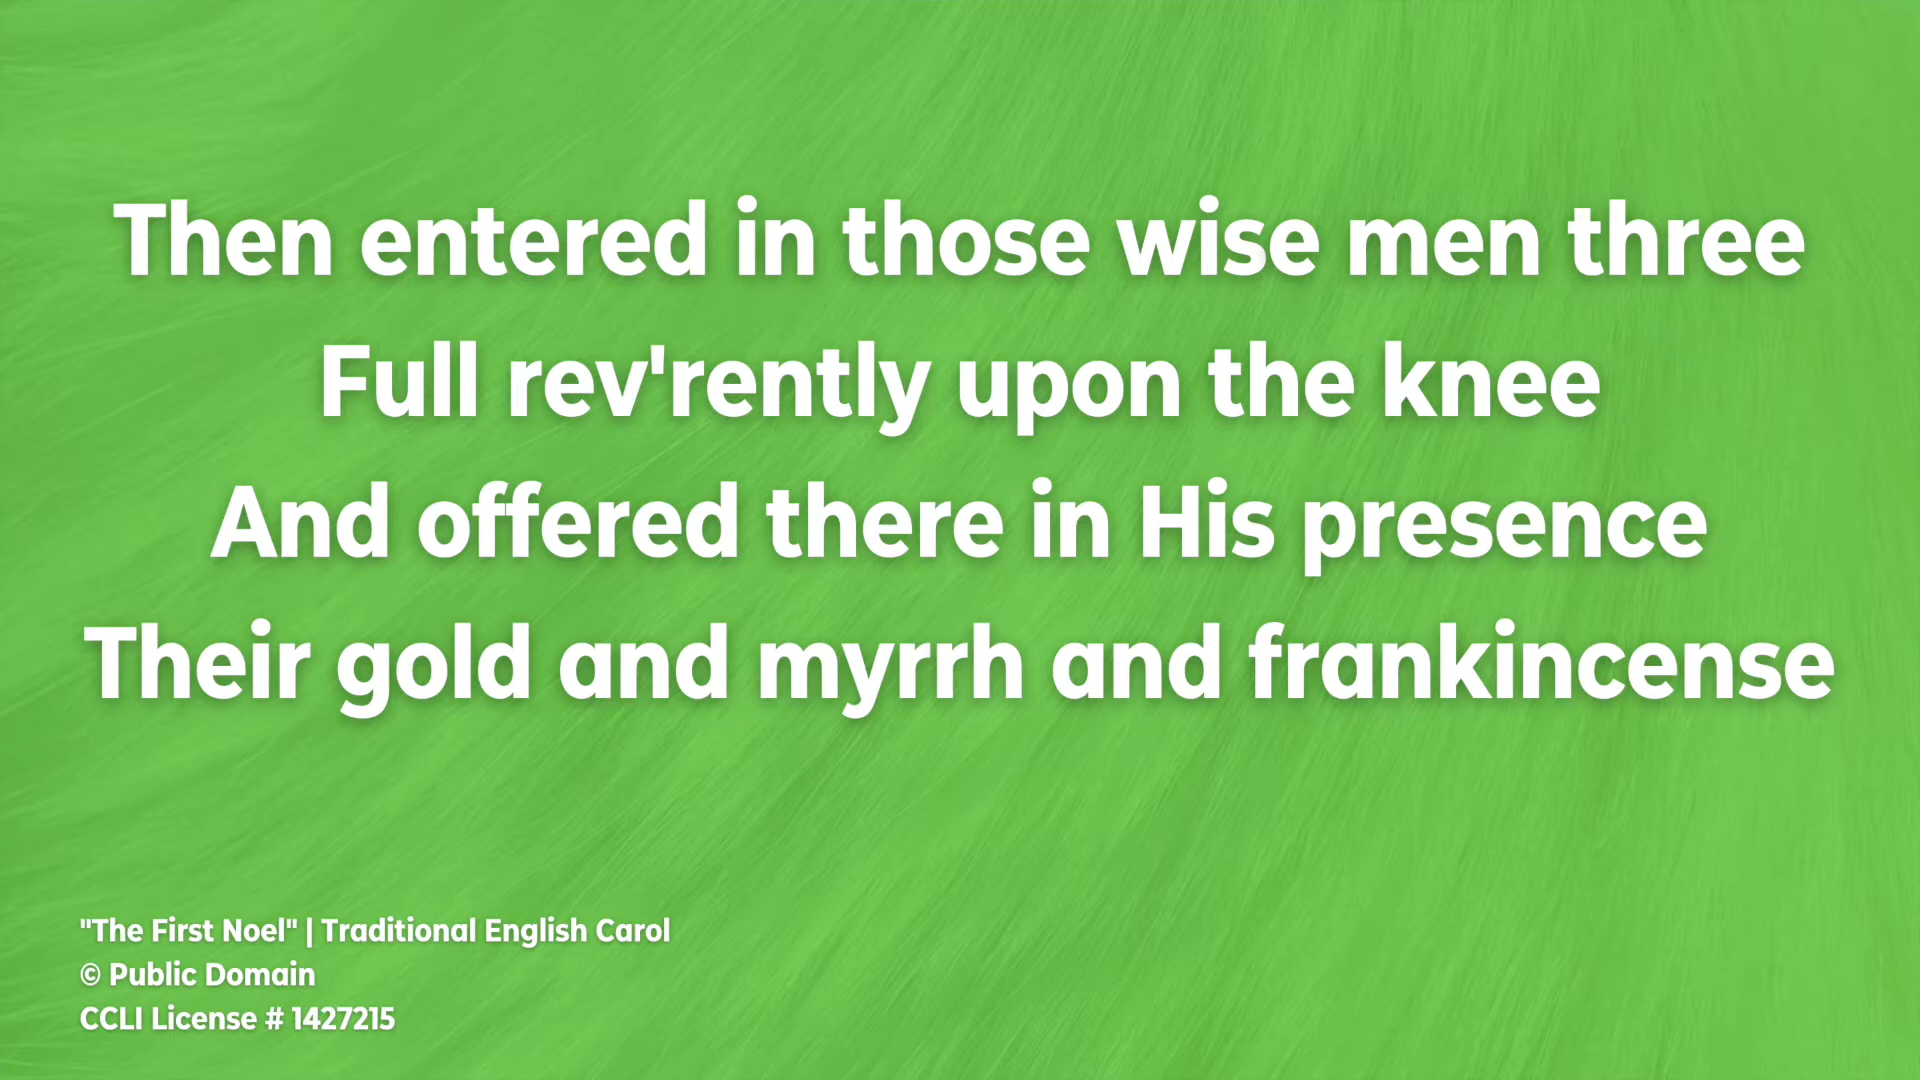 Then entered in those wise men three
Full rev'rently upon the knee
And offered there in His presence
Their gold and myrrh and frankincense
"The First Noel" | Traditional English Carol
© Public Domain
CCLI License # 1427215